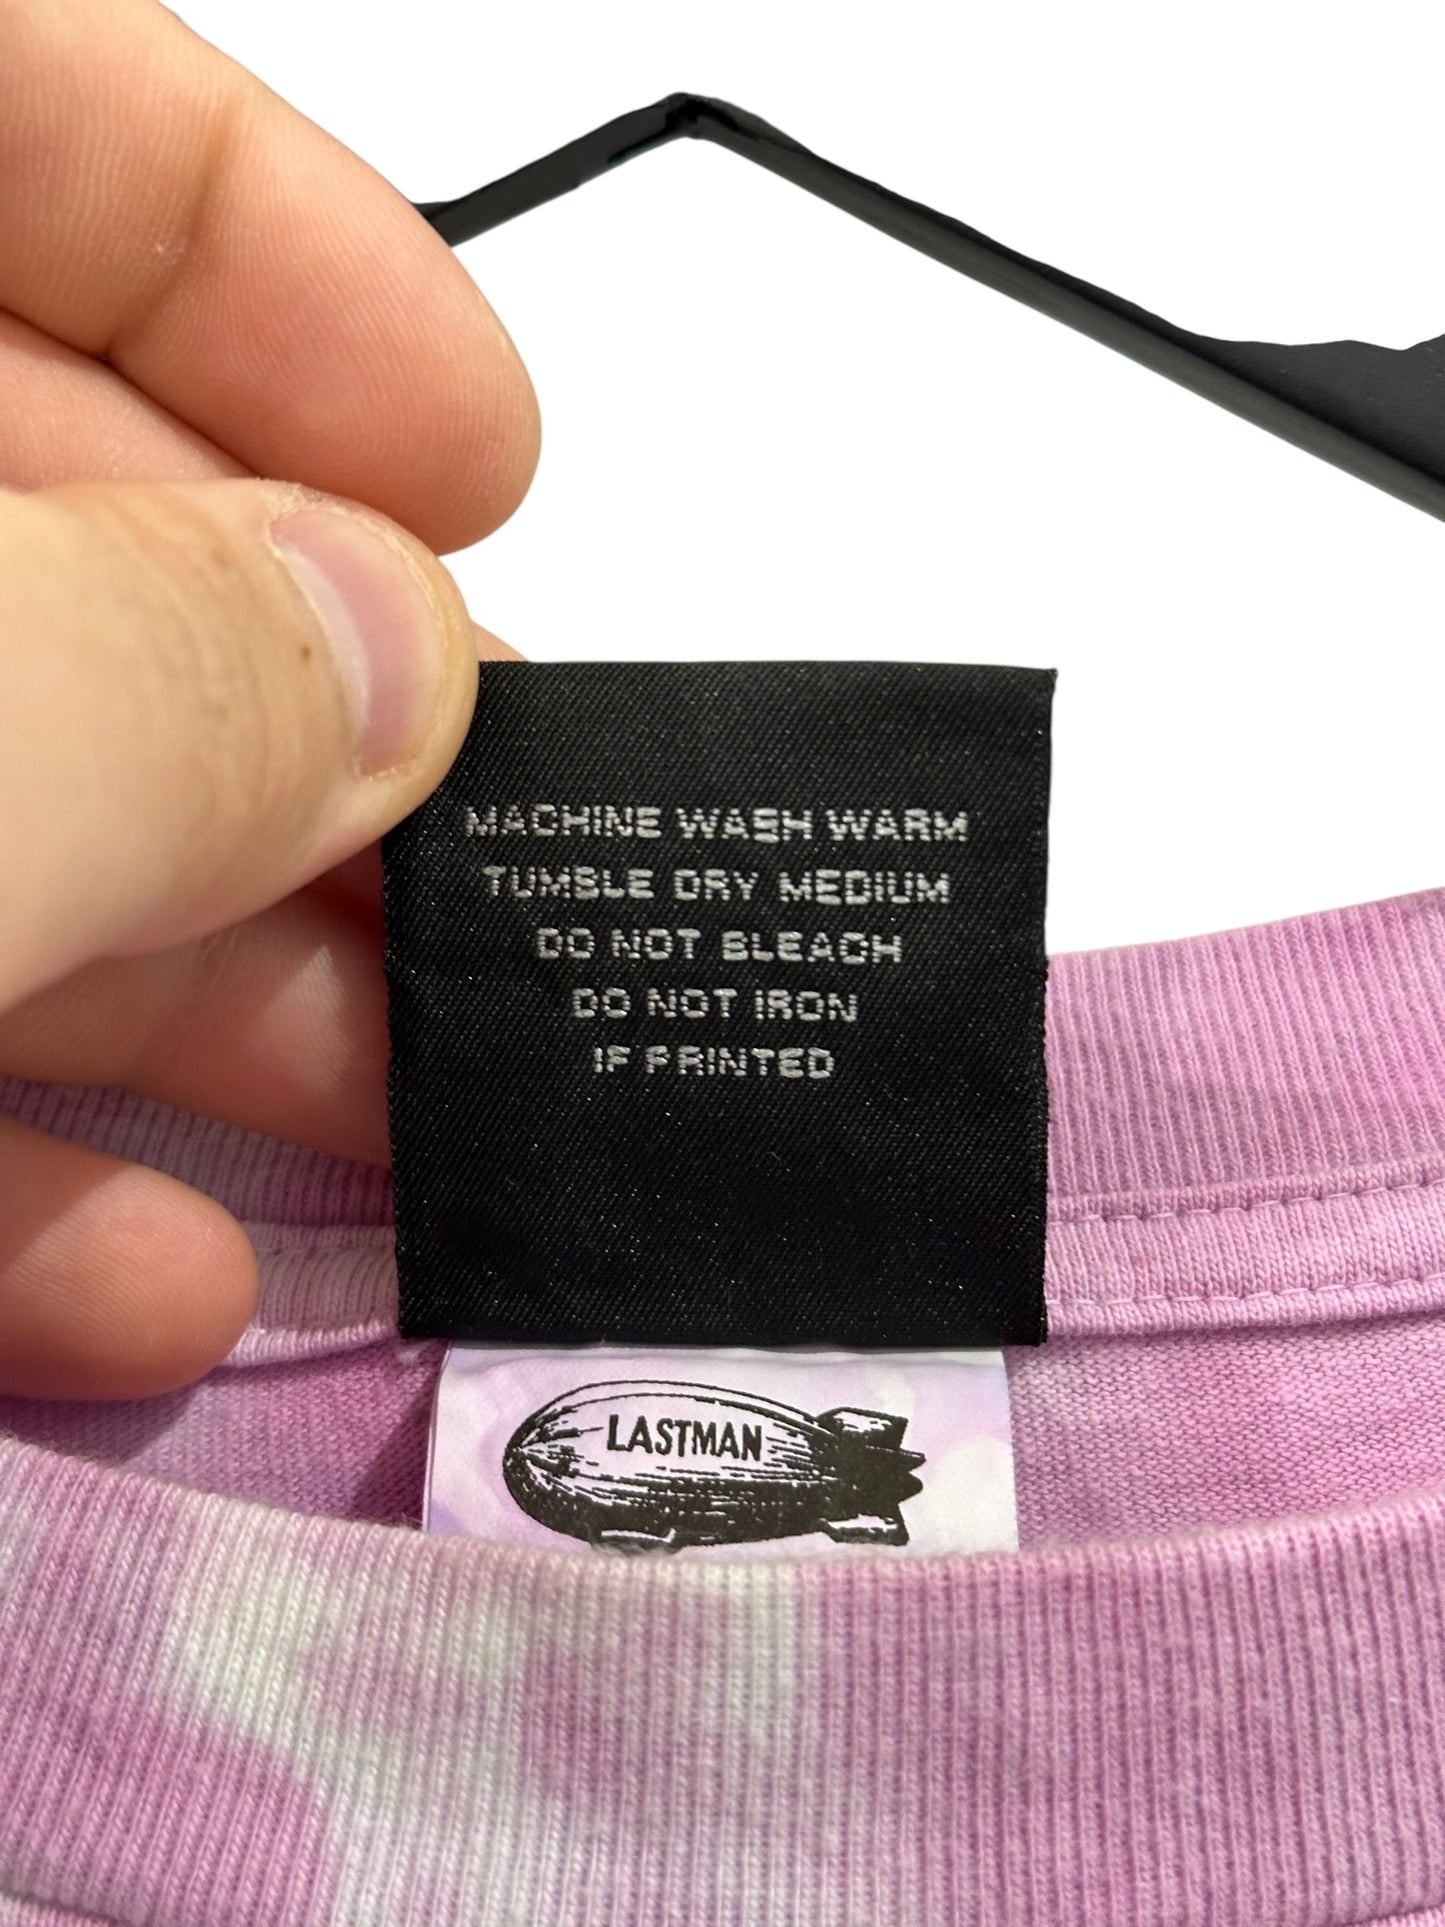 MACHINE WASH WARM
TUMBLE DRY MEDIUM
DO NOT BLEACH
DO NOT IRON
IF PRINTED
LASTMAN